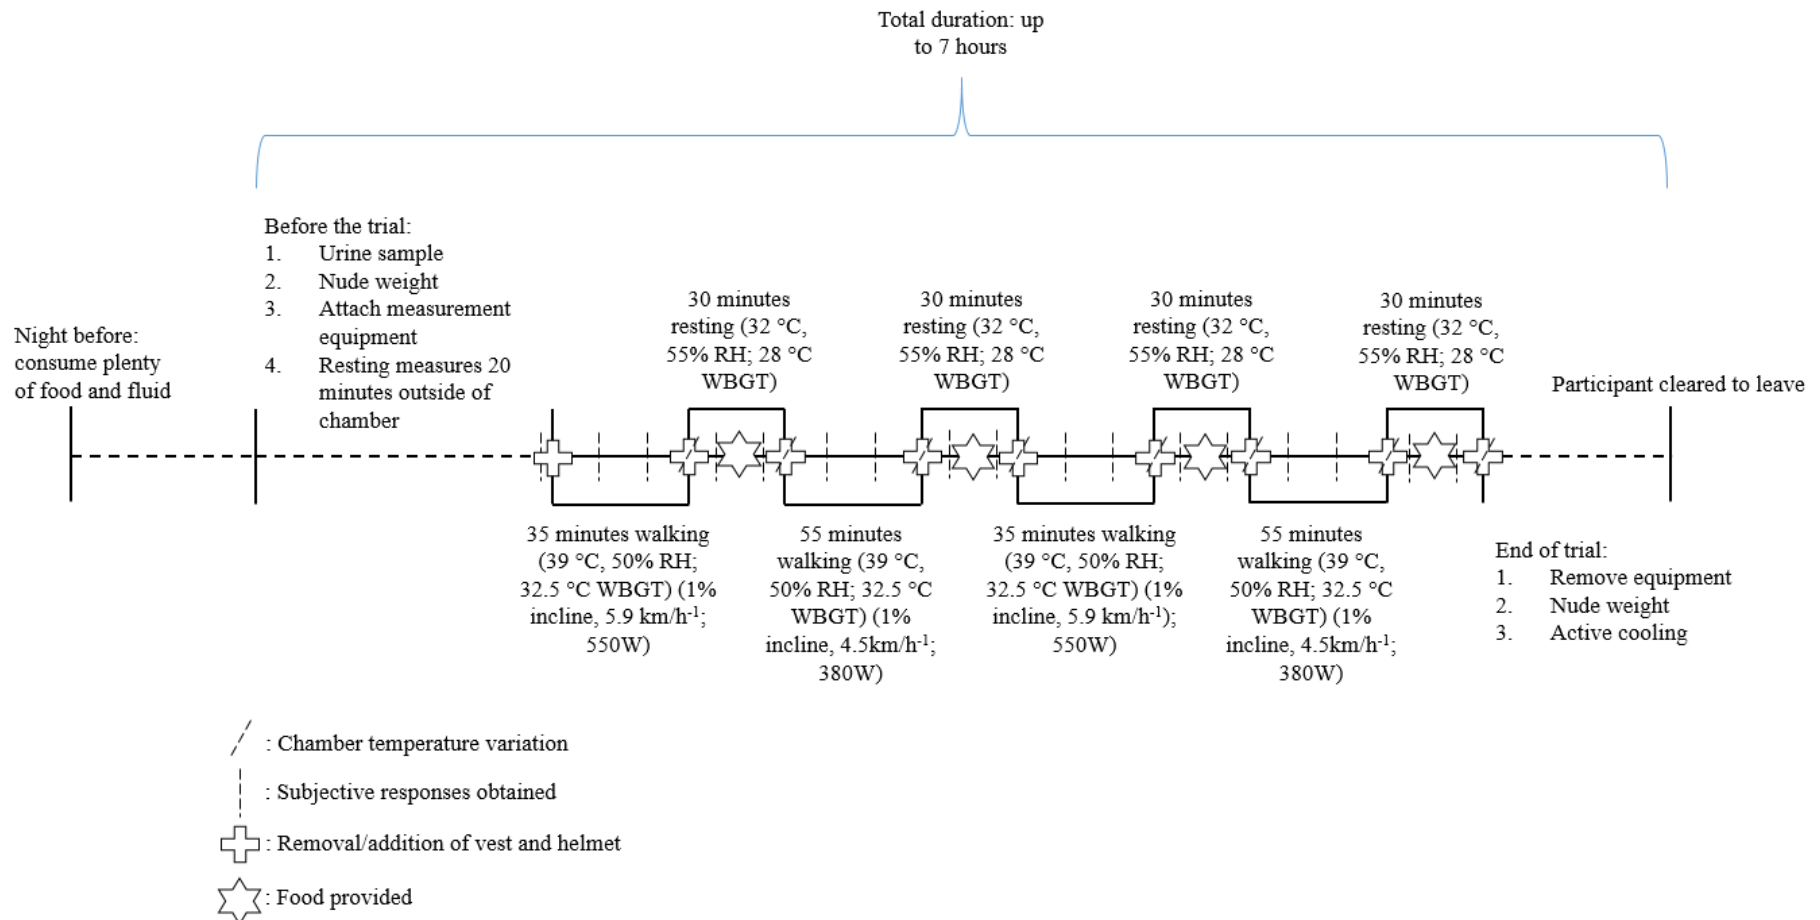 Total duration: up
to 7 hours
Night before:
consume plenty
of food and fluid
Before the trial:
1. Urine sample
2. Nude weight
3. Attach measurement
equipment
4. Resting measures 20
minutes outside of
chamber
30 minutes
resting (32 °C,
55% RH; 28 °C
WBGT)
30 minutes
resting (32 °C,
55% RH; 28 °C
WBGT)
30 minutes
resting (32 °C,
55% RH; 28 °C
WBGT)
30 minutes
resting (32 °C,
55% RH; 28 °C
WBGT)
Participant cleared to leave
35 minutes walking
(39 °C, 50% RH;
32.5 °C WBGT) (1%
incline, 5.9 km/h⁻¹;
550W)
55 minutes
walking (39 °C,
50% RH; 32.5 °C
WBGT) (1%
incline, 4.5km/h⁻¹;
380W)
35 minutes walking
(39 °C, 50% RH;
32.5 °C WBGT) (1%
incline, 5.9 km/h⁻¹);
550W)
55 minutes
walking (39 °C,
50% RH; 32.5 °C
WBGT) (1%
incline, 4.5km/h⁻¹;
380W)
End of trial:
1. Remove equipment
2. Nude weight
3. Active cooling
: Chamber temperature variation
: Subjective responses obtained
: Removal/addition of vest and helmet
: Food provided